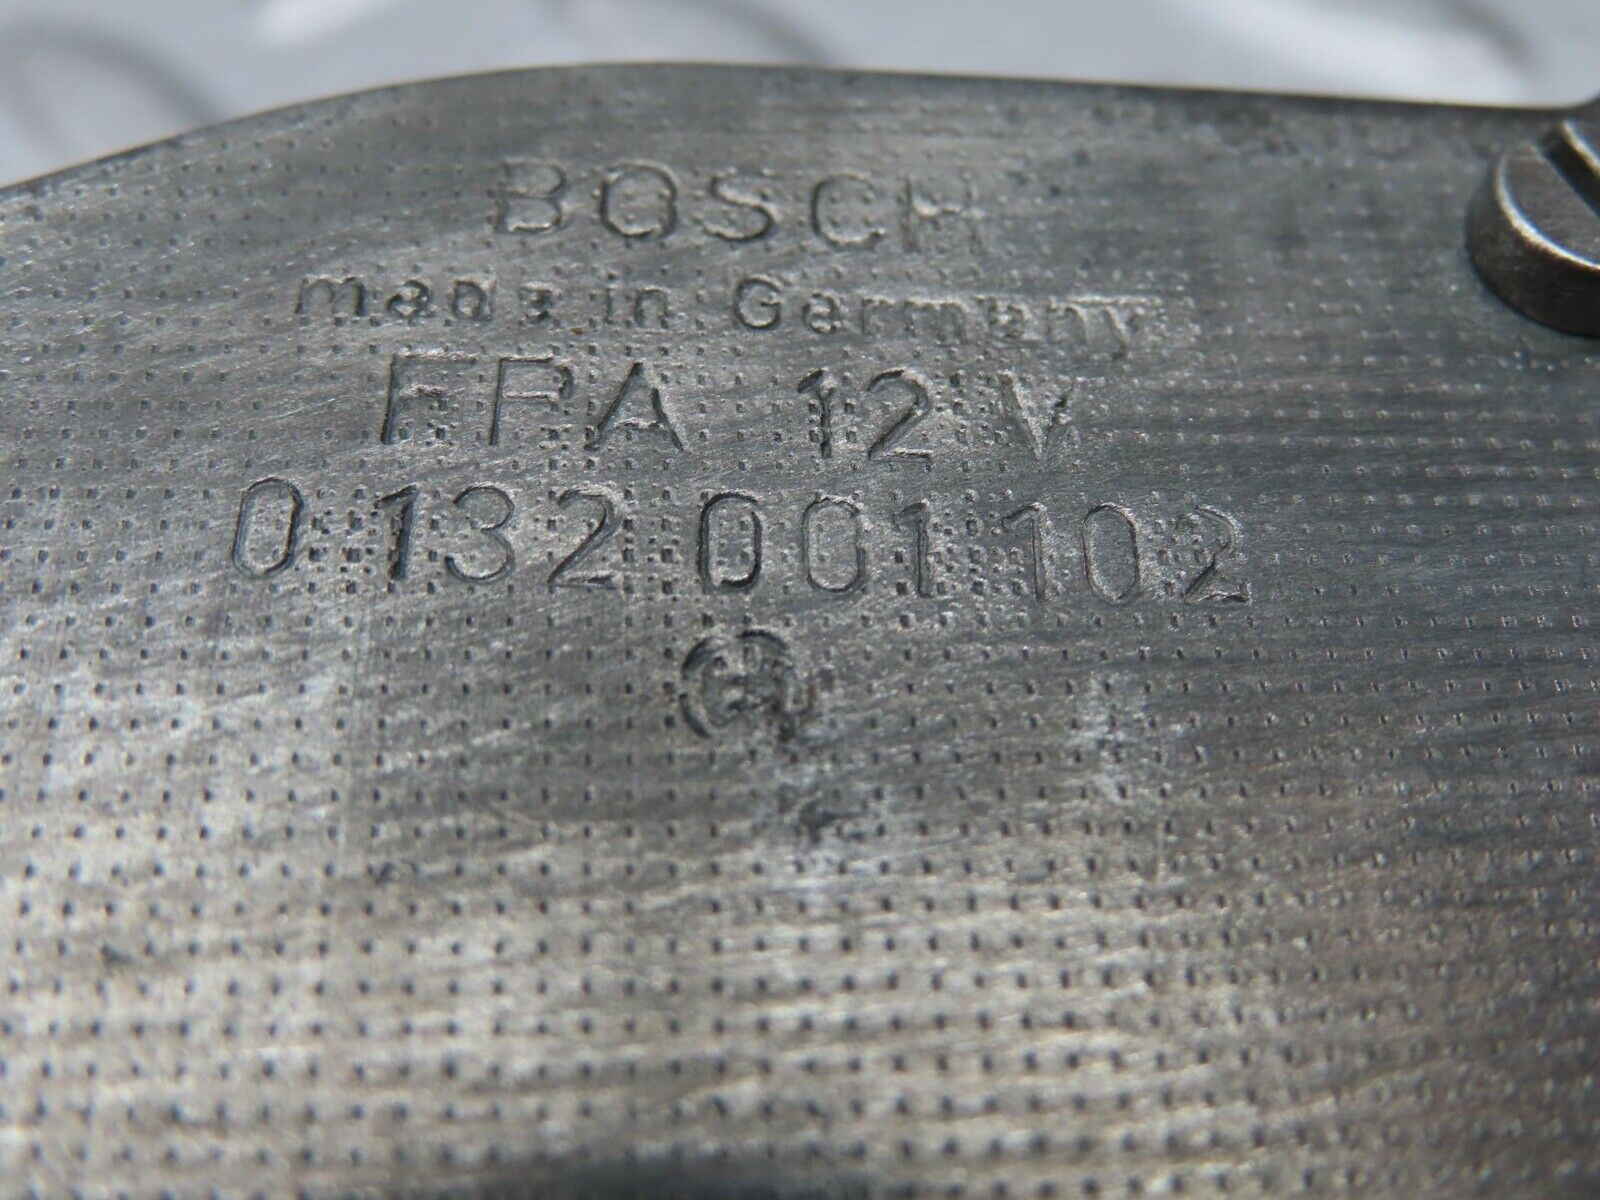 BOSCH
made in Germany
FPA 12 V
0 132 001 102